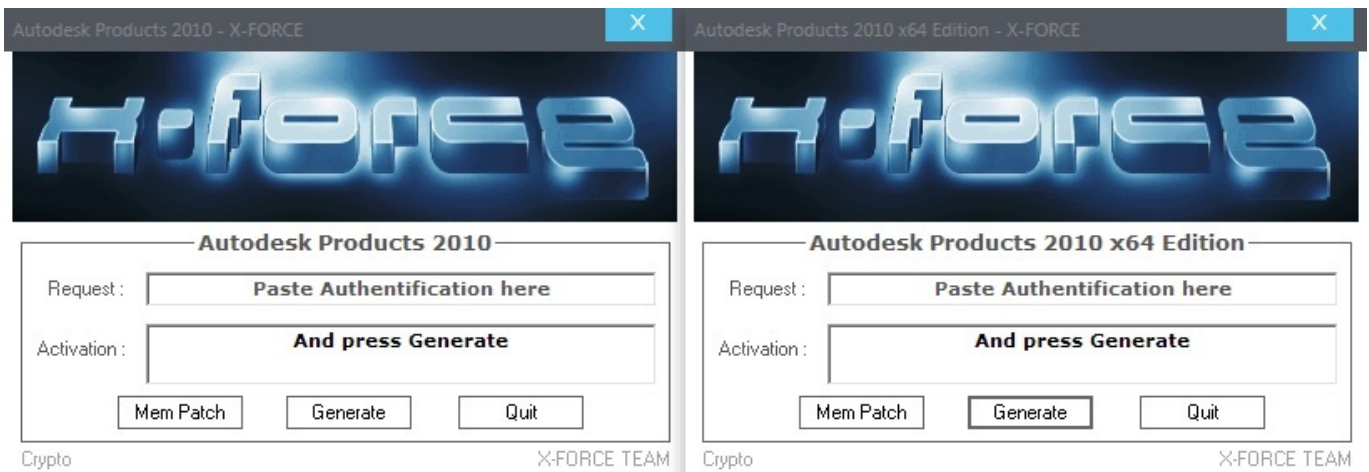 Autodesk Products 2010 - X-FORCE
X
x-force
Autodesk Products 2010
Request :
Paste Authentification here
Activation :
And press Generate
Mem Patch
Generate
Quit
Crypto
X-FORCE TEAM
Autodesk Products 2010 x64 Edition - X-FORCE
X
x-force
Autodesk Products 2010 x64 Edition
Request :
Paste Authentification here
Activation :
And press Generate
Mem Patch
Generate
Quit
Crypto
X-FORCE TEAM